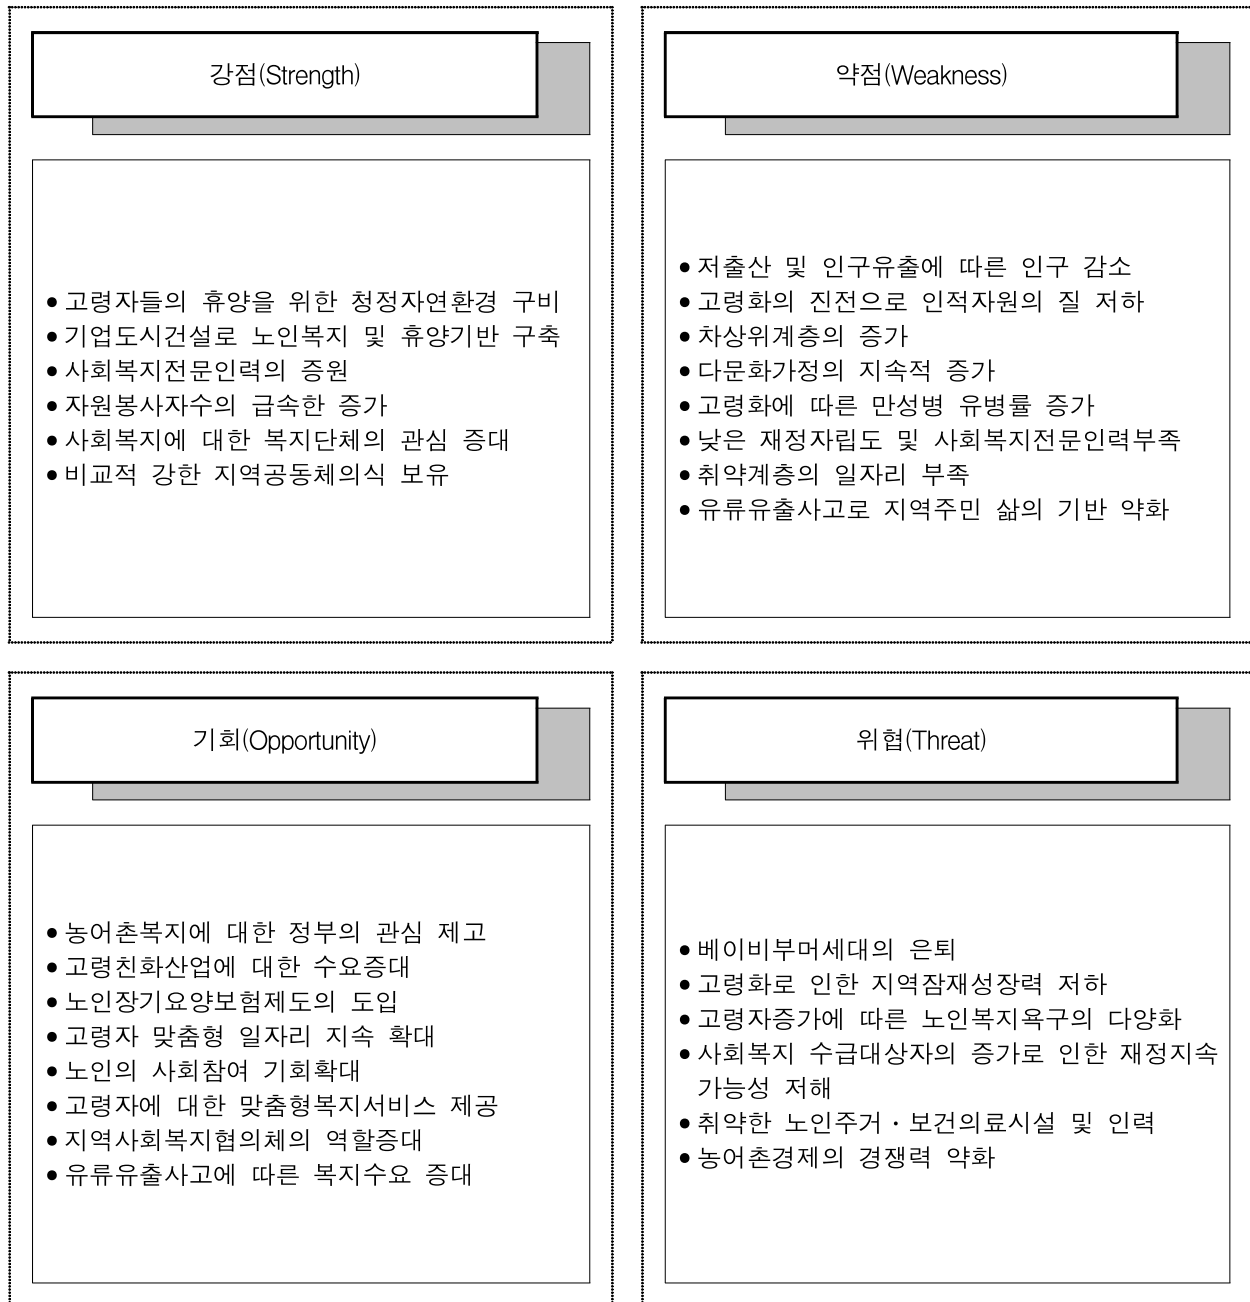 강점(Strength)
● 고령자들의 휴양을 위한 청정자연환경 구비
● 기업도시건설로 노인복지 및 휴양기반 구축
● 사회복지전문인력의 증원
● 자원봉사자수의 급속한 증가
● 사회복지에 대한 복지단체의 관심 증대
● 비교적 강한 지역공동체의식 보유
약점(Weakness)
● 저출산 및 인구유출에 따른 인구 감소
● 고령화의 진전으로 인적자원의 질 저하
● 차상위계층의 증가
● 다문화가정의 지속적 증가
● 고령화에 따른 만성병 유병률 증가
● 낮은 재정자립도 및 사회복지전문인력부족
● 취약계층의 일자리 부족
● 유류유출사고로 지역주민 삶의 기반 약화
기회(Opportunity)
● 농어촌복지에 대한 정부의 관심 제고
● 고령친화산업에 대한 수요증대
● 노인장기요양보험제도의 도입
● 고령자 맞춤형 일자리 지속 확대
● 노인의 사회참여 기회확대
● 고령자에 대한 맞춤형복지서비스 제공
● 지역사회복지협의체의 역할증대
● 유류유출사고에 따른 복지수요 증대
위협(Threat)
● 베이비부머세대의 은퇴
● 고령화로 인한 지역잠재성장력 저하
● 고령자증가에 따른 노인복지욕구의 다양화
● 사회복지 수급대상자의 증가로 인한 재정지속
가능성 저해
● 취약한 노인주거·보건의료시설 및 인력
● 농어촌경제의 경쟁력 약화